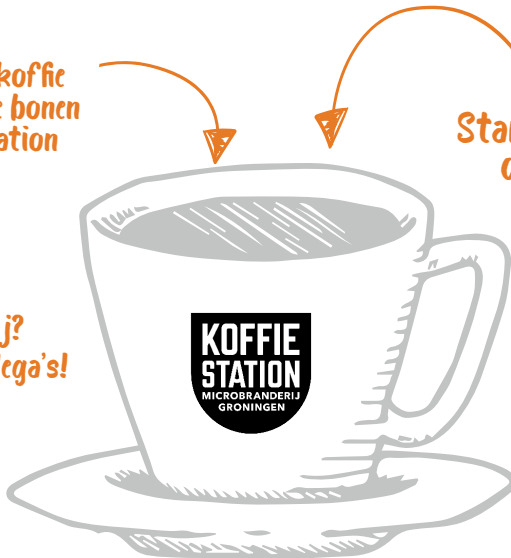 koffie
bonen
ation
Sta
j?
ega's!
KOFFIE
STATION
MICROBRANDERIJ
GRONINGEN